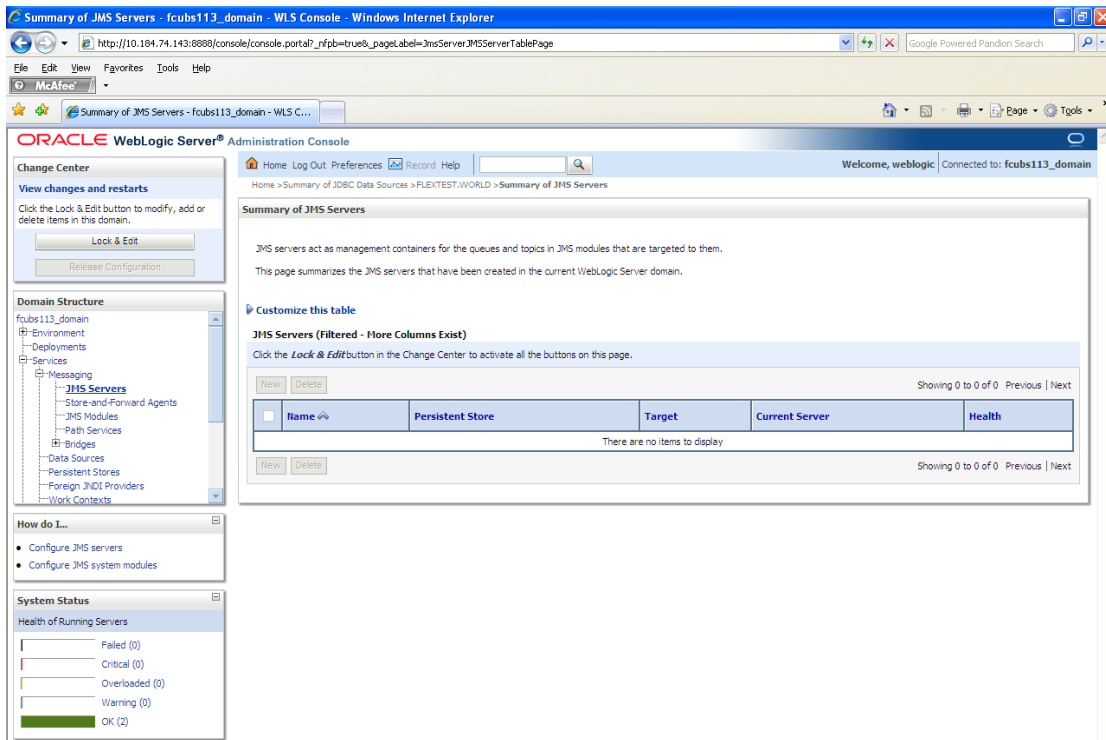 Summary of JMS Servers - fcubs113_domain - WLS Console - Windows Internet Explorer
http://10.184.74.143:8888/console/console.portal?_nfpb=true&_pageLabel=JmsServerJMSServerTablePage
Google Powered Pandion Search
File Edit View Favorites Tools Help
McAfee
Summary of JMS Servers - fcubs113_domain - WLS C...
Page Tools
ORACLE WebLogic Server® Administration Console
Change Center
View changes and restarts
Click the Lock & Edit button to modify, add or
delete items in this domain.
Lock & Edit
Release Configuration
Domain Structure
fcubs113_domain
Environment
Deployments
Services
Messaging
JMS Servers
Store-and-Forward Agents
JMS Modules
Path Services
Bridges
Data Sources
Persistent Stores
Foreign JNDI Providers
Work Contexts
How do I...
Configure JMS servers
Configure JMS system modules
System Status
Health of Running Servers
Failed (0)
Critical (0)
Overloaded (0)
Warning (0)
OK (2)
Home Log Out Preferences Record Help
Welcome, weblogic Connected to: fcubs113_domain
Home >Summary of JDBC Data Sources >FLEXTEST.WORLD >Summary of JMS Servers
Summary of JMS Servers
JMS servers act as management containers for the queues and topics in JMS modules that are targeted to them.
This page summarizes the JMS servers that have been created in the current WebLogic Server domain.
Customize this table
JMS Servers (Filtered - More Columns Exist)
Click the Lock & Edit button in the Change Center to activate all the buttons on this page.
New Delete Showing 0 to 0 of 0 Previous | Next
Name Persistent Store Target Current Server Health
There are no items to display
New Delete Showing 0 to 0 of 0 Previous | Next